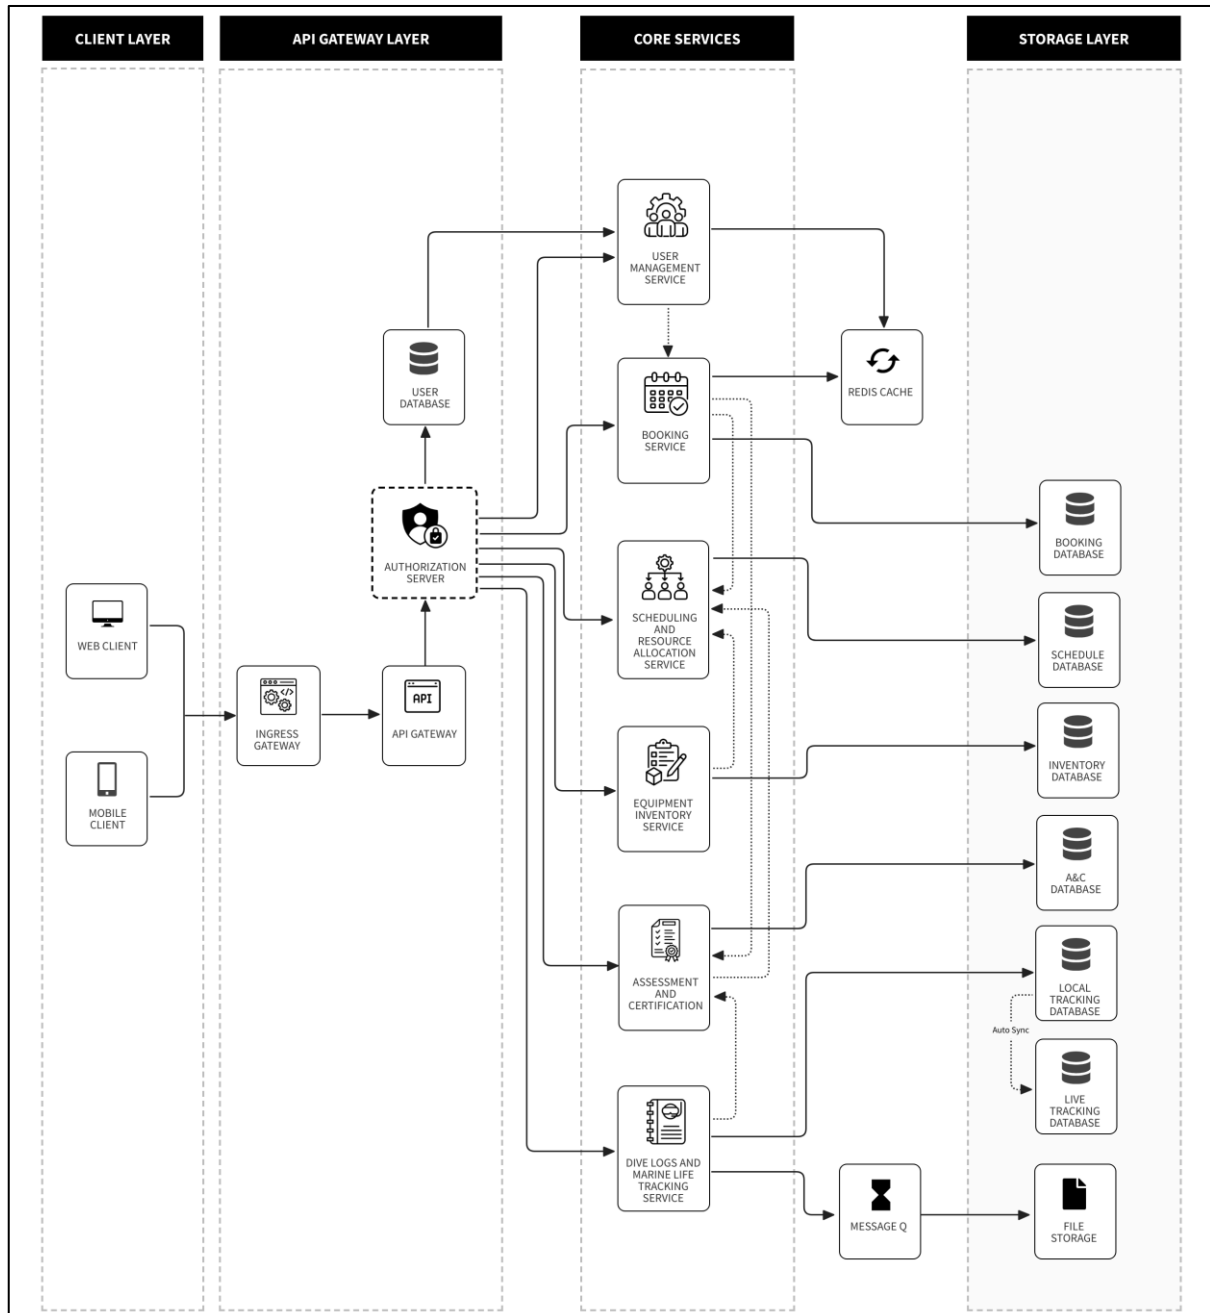 CLIENT LAYER
API GATEWAY LAYER
CORE SERVICES
STORAGE LAYER
USER
MANAGEMENT
SERVICE
USER
DATABASE
REDIS CACHE
BOOKING
SERVICE
BOOKING
DATABASE
AUTHORIZATION
SERVER
WEB CLIENT
SCHEDULING
AND
RESOURCE
ALLOCATION
SERVICE
SCHEDULE
DATABASE
INGRESS
GATEWAY
API
API GATEWAY
INVENTORY
DATABASE
MOBILE
CLIENT
EQUIPMENT
INVENTORY
SERVICE
A&C
DATABASE
ASSESSMENT
AND
CERTIFICATION
LOCAL
TRACKING
DATABASE
Auto Sync
LIVE
TRACKING
DATABASE
DIVE LOGS AND
MARINE LIFE
TRACKING
SERVICE
MESSAGE Q
FILE
STORAGE